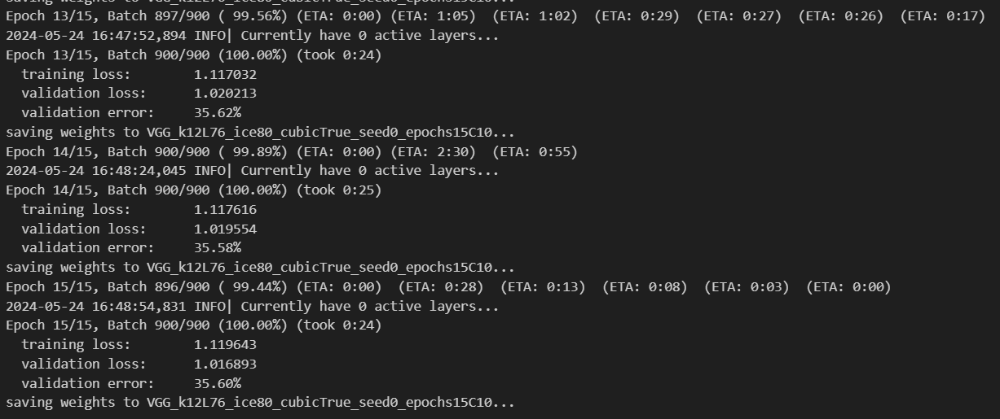 saving weights to VGG_k12L76_ice80_cubicTrue_seed0_epochs15C10...
Epoch 13/15, Batch 897/900 ( 99.56%) (ETA: 0:00) (ETA: 1:05)  (ETA: 1:02)  (ETA: 0:29)  (ETA: 0:27)  (ETA: 0:26)  (ETA: 0:17)
2024-05-24 16:47:52,894 INFO| Currently have 0 active layers...
Epoch 13/15, Batch 900/900 (100.00%) (took 0:24)
  training loss:        1.117032
  validation loss:      1.020213
  validation error:     35.62%
saving weights to VGG_k12L76_ice80_cubicTrue_seed0_epochs15C10...
Epoch 14/15, Batch 900/900 ( 99.89%) (ETA: 0:00) (ETA: 2:30)  (ETA: 0:55)
2024-05-24 16:48:24,045 INFO| Currently have 0 active layers...
Epoch 14/15, Batch 900/900 (100.00%) (took 0:25)
  training loss:        1.117616
  validation loss:      1.019554
  validation error:     35.58%
saving weights to VGG_k12L76_ice80_cubicTrue_seed0_epochs15C10...
Epoch 15/15, Batch 896/900 ( 99.44%) (ETA: 0:00)  (ETA: 0:28)  (ETA: 0:13)  (ETA: 0:08)  (ETA: 0:03)  (ETA: 0:00)
2024-05-24 16:48:54,831 INFO| Currently have 0 active layers...
Epoch 15/15, Batch 900/900 (100.00%) (took 0:24)
  training loss:        1.119643
  validation loss:      1.016893
  validation error:     35.60%
saving weights to VGG_k12L76_ice80_cubicTrue_seed0_epochs15C10...